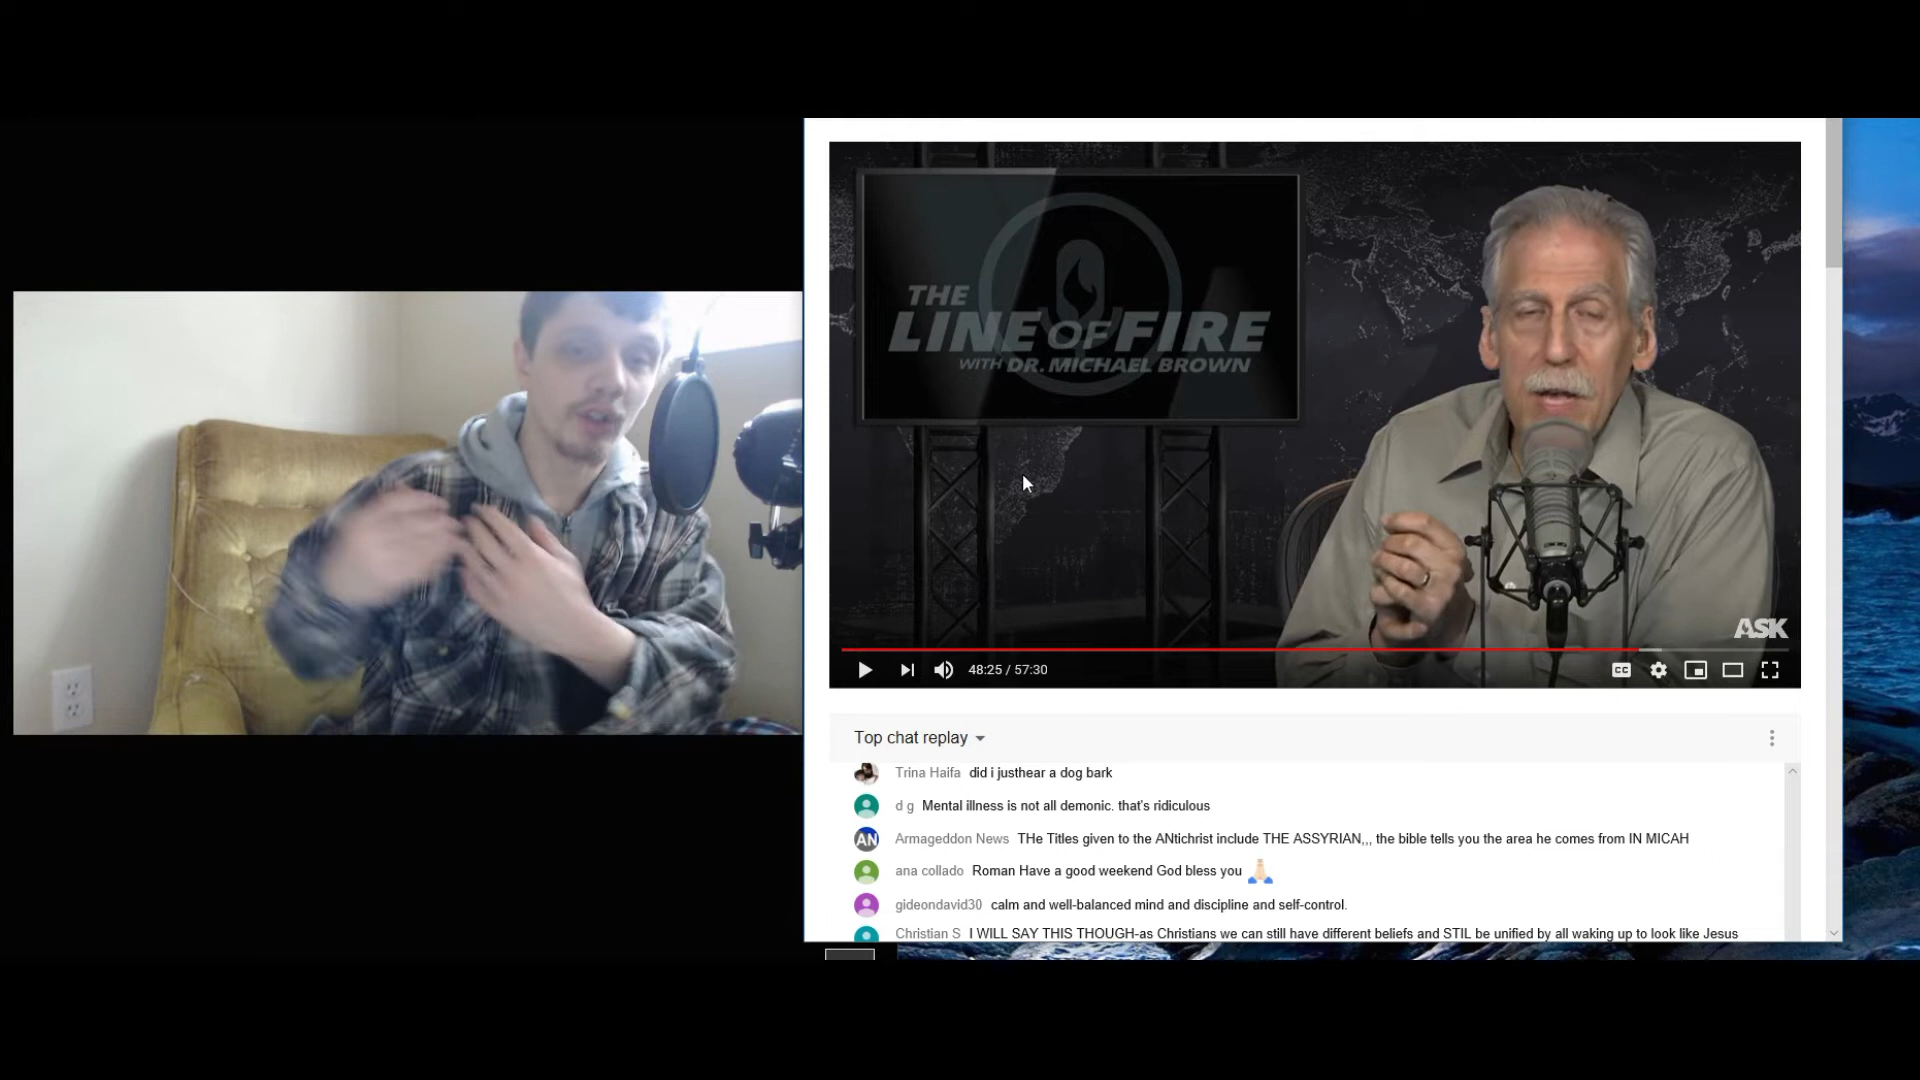 THE
LINE OF FIRE
WITH DR. MICHAEL BROWN
ASK
48:25 / 57:30
CC
Top chat replay
Trina Haifa did i justhear a dog bark
d g Mental illness is not all demonic. that's ridiculous
AN Armageddon News THe Titles given to the ANtichrist include THE ASSYRIAN,,, the bible tells you the area he comes from IN MICAH
ana collado Roman Have a good weekend God bless you
gideondavid30 calm and well-balanced mind and discipline and self-control.
Christian S I WILL SAY THIS THOUGH-as Christians we can still have different beliefs and STIL be unified by all waking up to look like Jesus